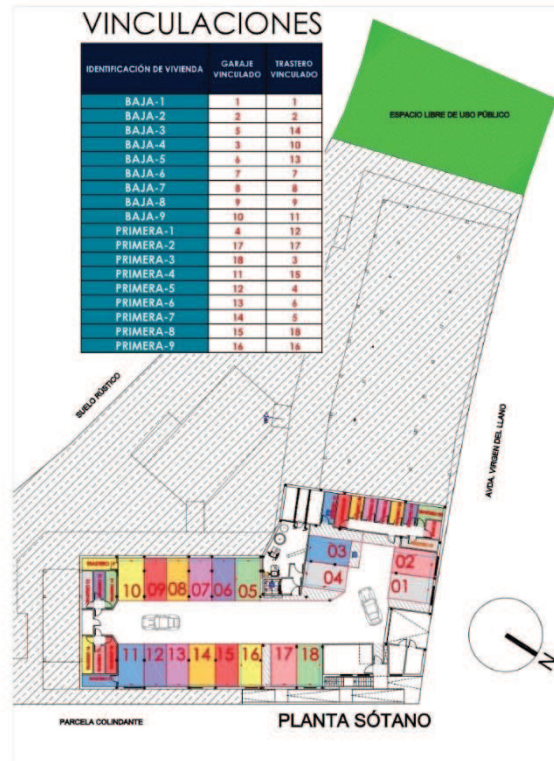 VINCULACIONES
IDENTIFICACIÓN DE VIVIENDA GARAJE VINCULADO TRASTERO VINCULADO
BAJA-1 1 1
BAJA-2 2 2
BAJA-3 5 14
BAJA-4 3 10
BAJA-5 6 13
BAJA-6 7 7
BAJA-7 8 8
BAJA-8 9 9
BAJA-9 10 11
PRIMERA-1 4 12
PRIMERA-2 17 17
PRIMERA-3 18 3
PRIMERA-4 11 15
PRIMERA-5 12 4
PRIMERA-6 13 6
PRIMERA-7 14 5
PRIMERA-8 15 18
PRIMERA-9 16 16
ESPACIO LIBRE DE USO PÚBLICO
SUELO RÚSTICO
AVDA. VIRGEN DEL LLANO
03
04
02
01
10 09 08 07 06 05
11 12 13 14 15 16 17 18
N
PARCELA COLINDANTE
PLANTA SÓTANO